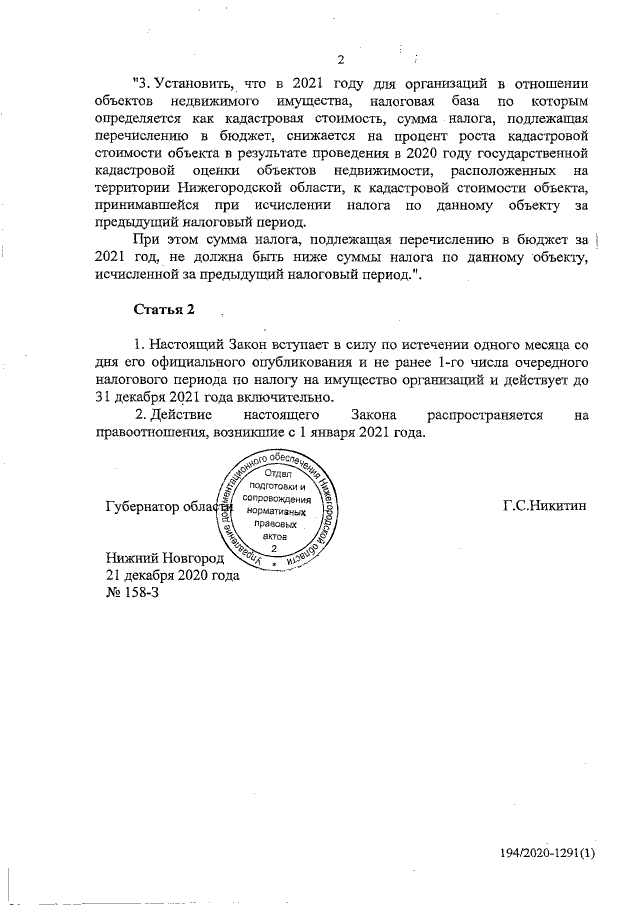 2
"3. Установить, что в 2021 году для организаций в отношении
объектов недвижимого имущества, налоговая база по которым
определяется как кадастровая стоимость, сумма налога, подлежащая
перечислению в бюджет, снижается на процент роста кадастровой
стоимости объекта в результате проведения в 2020 году государственной
кадастровой оценки объектов недвижимости, расположенных на
территории Нижегородской области, к кадастровой стоимости объекта,
принимавшейся при исчислении налога по данному объекту за
предыдущий налоговый период.
При этом сумма налога, подлежащая перечислению в бюджет за
2021 год, не должна быть ниже суммы налога по данному объекту,
исчисленной за предыдущий налоговый период.".
Статья 2
1. Настоящий Закон вступает в силу по истечении одного месяца со
дня его официального опубликования и не ранее 1-го числа очередного
налогового периода по налогу на имущество организаций и действует до
31 декабря 2021 года включительно.
2. Действие настоящего Закона распространяется на
правоотношения, возникшие с 1 января 2021 года.
Губернатор области
Г.С.Никитин
Управление документационного обеспечения Нижегородской области *
Отдел
подготовки и
сопровождения
нормативных
правовых
актов
2
Нижний Новгород
21 декабря 2020 года
№ 158-З
194/2020-1291(1)